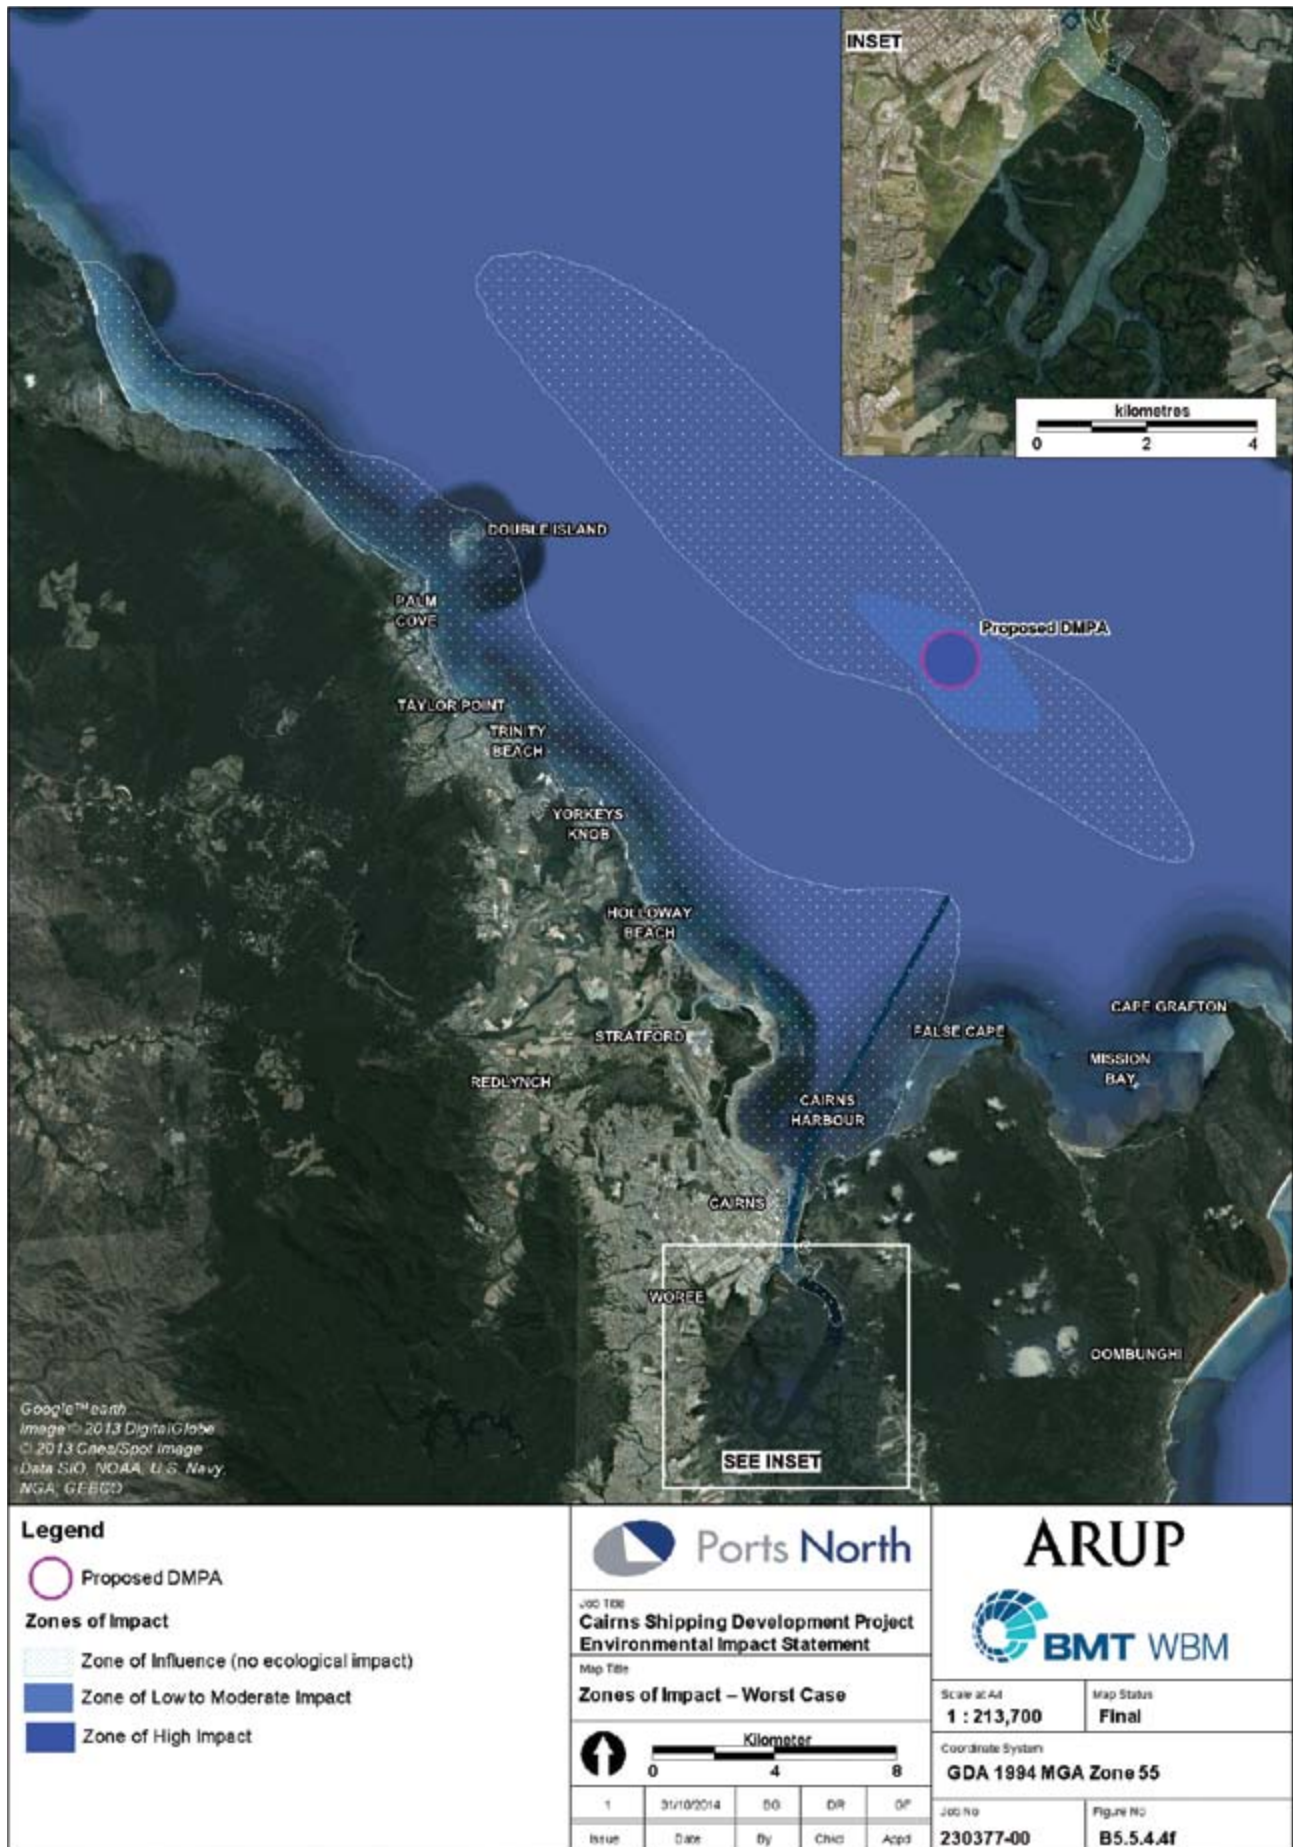 INSET
kilometres
0 2 4
DOUBLE ISLAND
PALM
COVE
Proposed DMPA
TAYLOR POINT
TRINITY
BEACH
YORKEYS
KNOB
HOLLOWAY
BEACH
STRATFORD
REDLYNCH
CAIRNS
HARBOUR
FALSE CAPE
CAPE GRAFTON
MISSION
BAY
CAIRNS
WOREE
OOMBUNGHI
SEE INSET
Google™earth
Image © 2013 DigitalGlobe
© 2013 Cnes/Spot Image
Data SIO, NOAA, U.S. Navy,
NGA, GEBCO
Legend
Proposed DMPA
Zones of Impact
Zone of Influence (no ecological impact)
Zone of Low to Moderate Impact
Zone of High Impact
Ports North
Job Title
Cairns Shipping Development Project
Environmental Impact Statement
Map Title
Zones of Impact – Worst Case
Kilometer
0 4 8
1 31/10/2014 BG DR
Issue Date By Chkd Appd
ARUP
BMT WBM
Scale at A4
1 : 213,700
Map Status
Final
Coordinate System
GDA 1994 MGA Zone 55
Job No
230377-00
Figure No
B5.5.4.4f